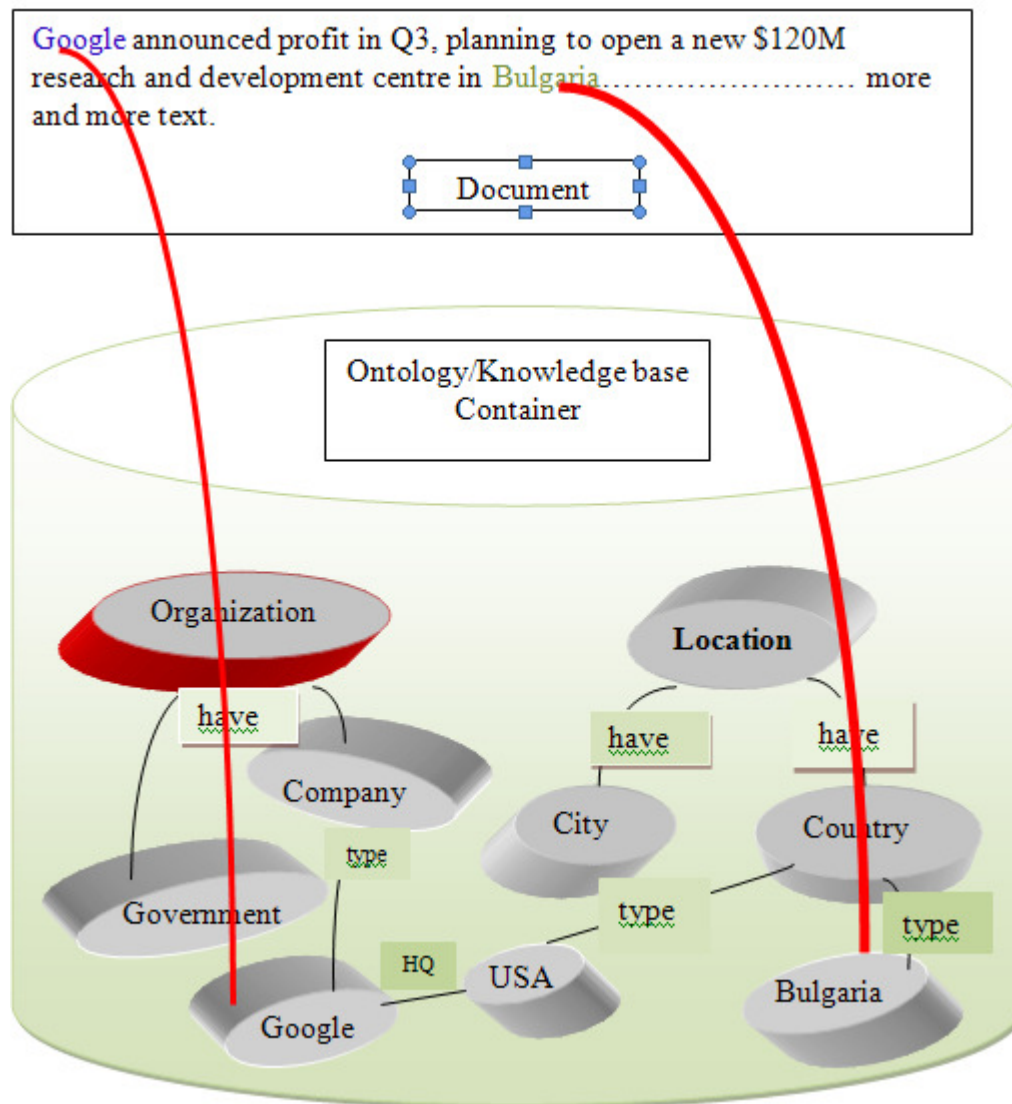 Google announced profit in Q3, planning to open a new $120M
research and development centre in Bulgaria........................ more
and more text.
Document
Ontology/Knowledge base
Container
Organization
Location
have
have
have
Company
City
Country
type
Government
type
type
HQ
USA
Google
Bulgaria